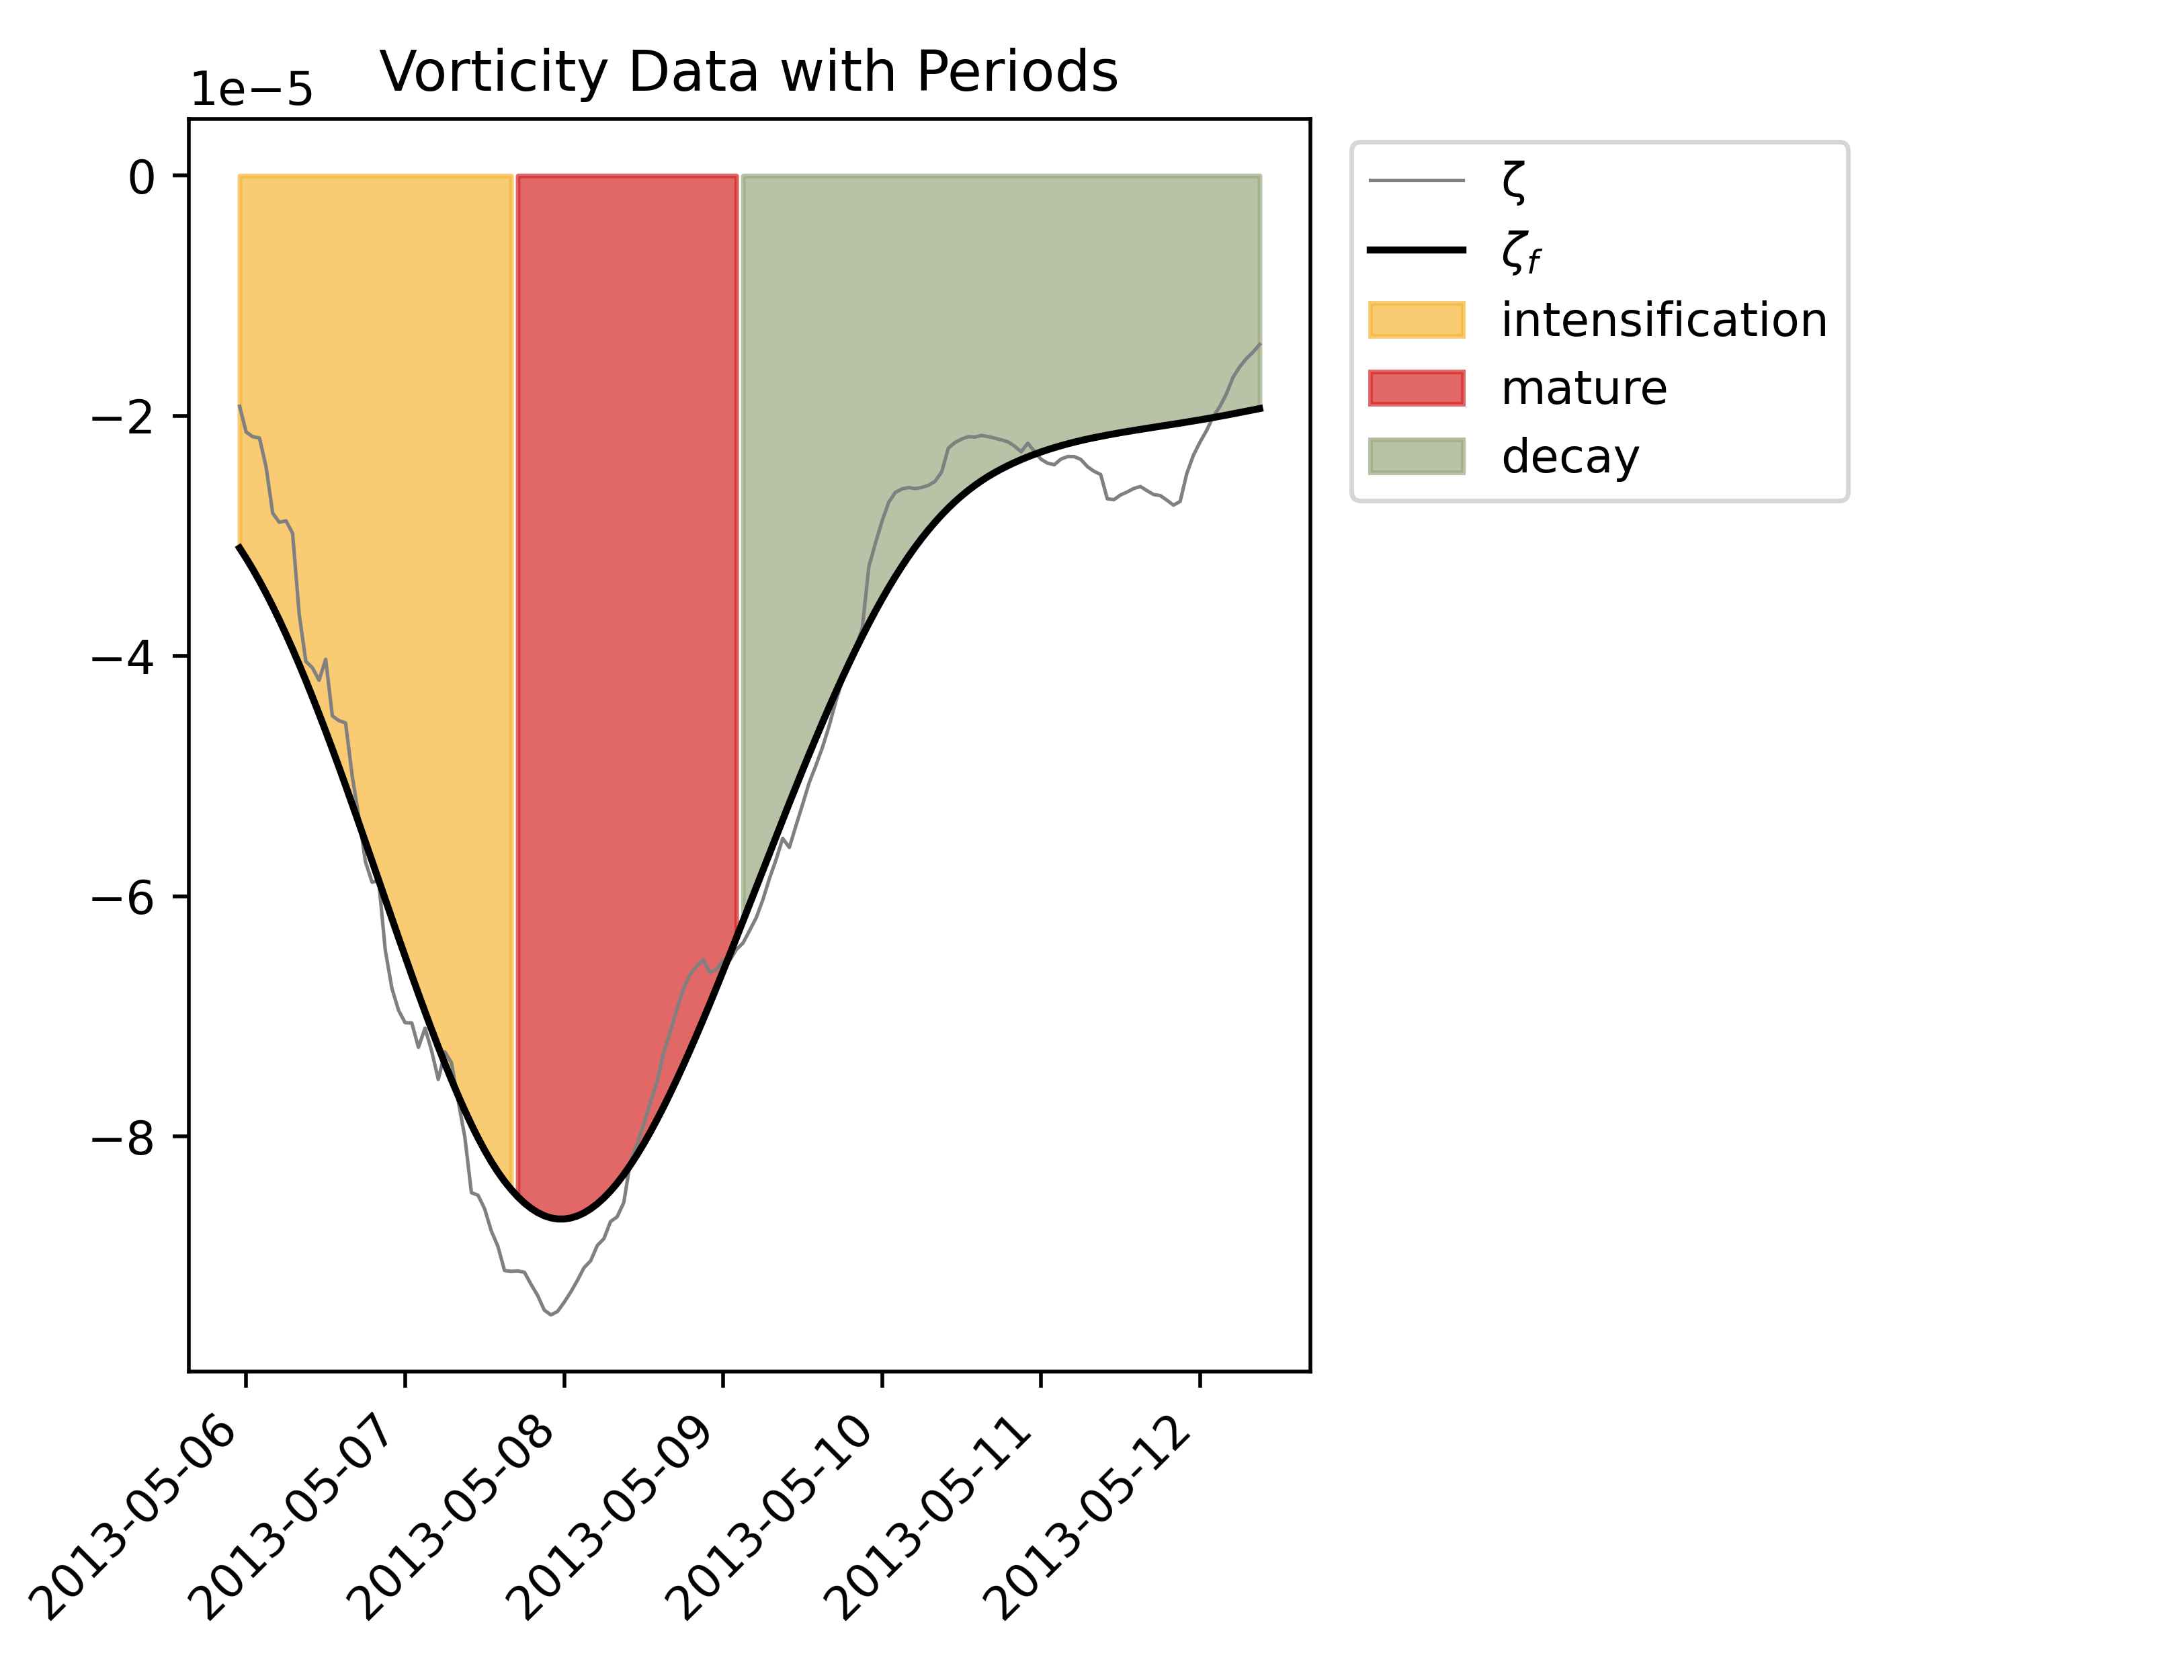 Vorticity Data with Periods
1e−5
0
−2
−4
−6
−8
2013-05-06
2013-05-07
2013-05-08
2013-05-09
2013-05-10
2013-05-11
2013-05-12
ζ
ζf
intensification
mature
decay